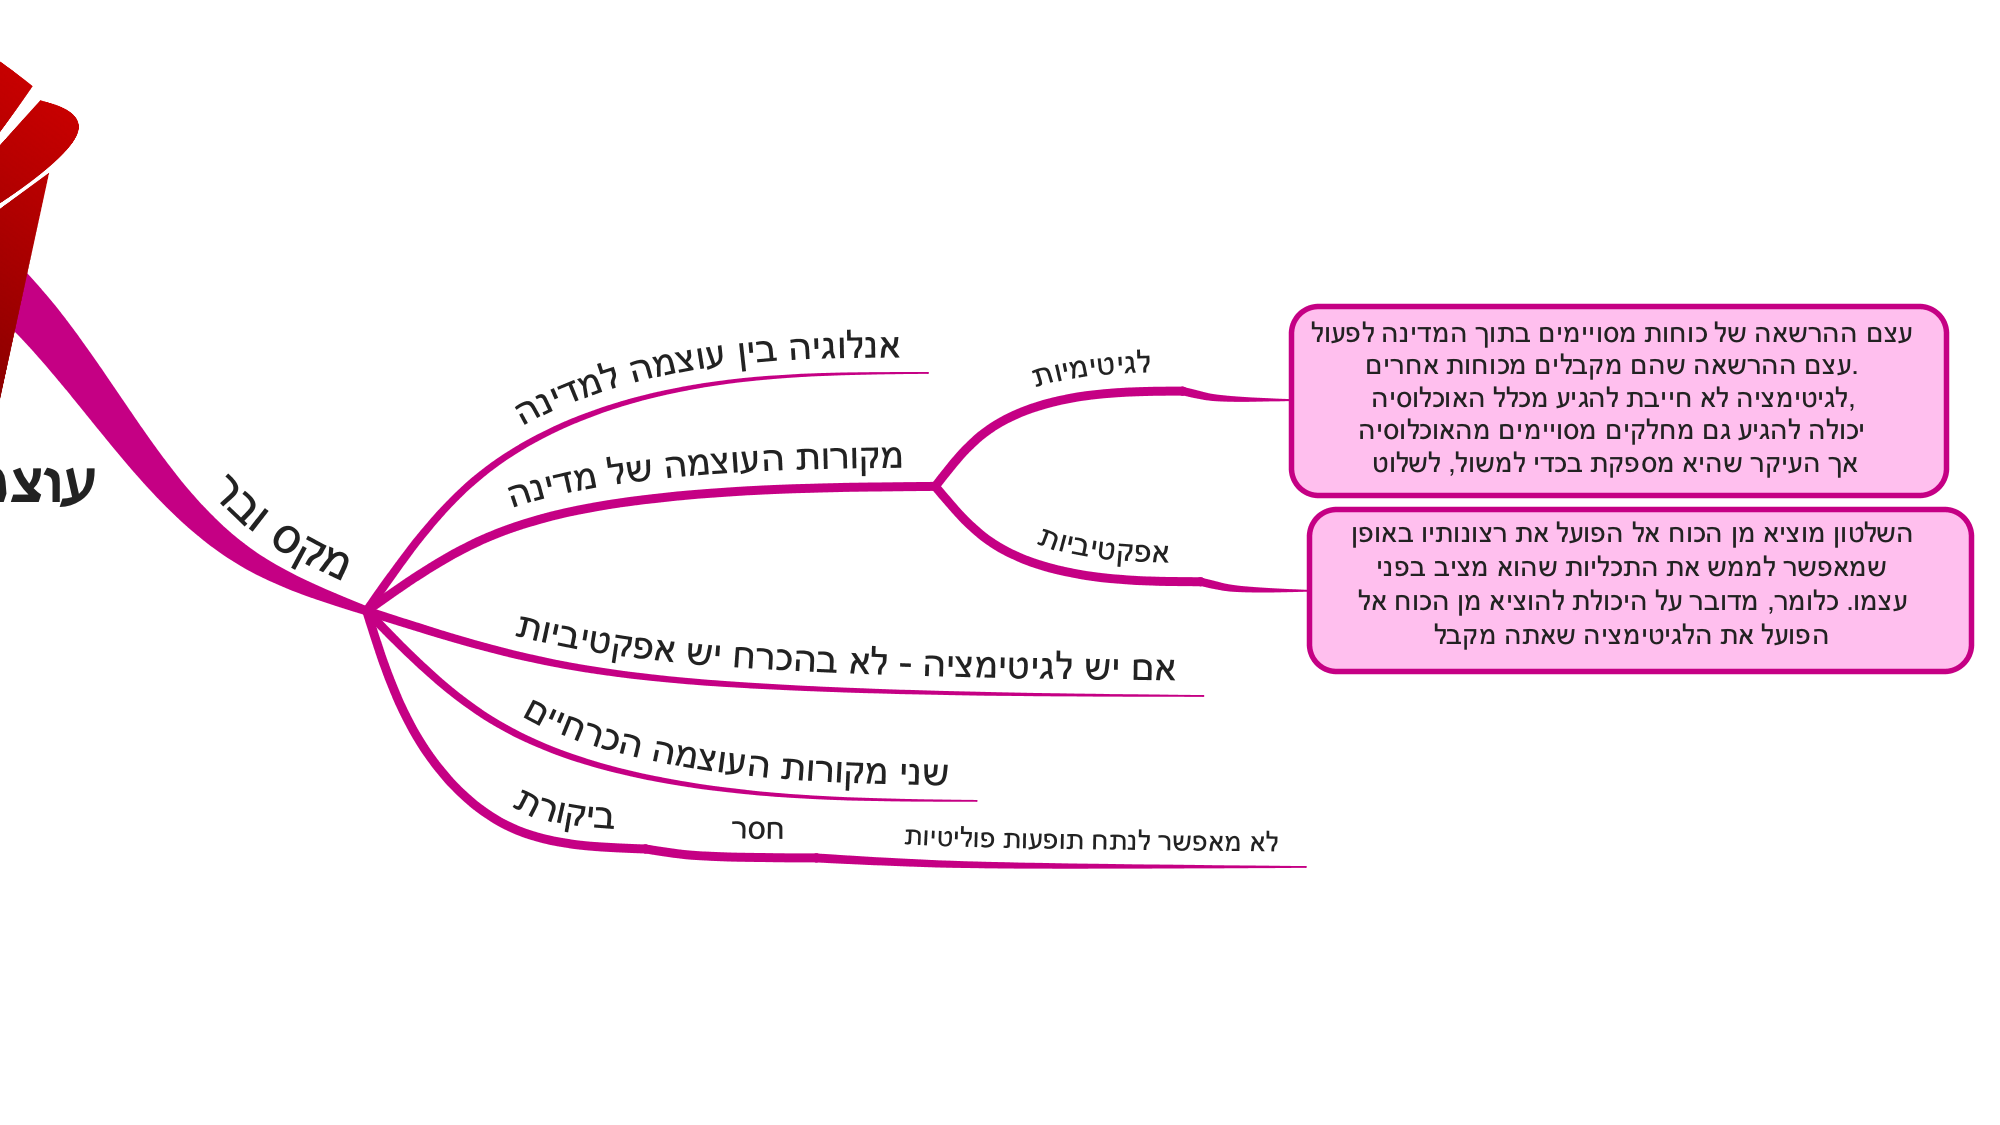 מקס ובר
אנלוגיה בין עוצמה למדינה
מקורות העוצמה של מדינה
לגיטימיות
עצם ההרשאה של כוחות מסויימים בתוך המדינה לפעול
.עצם ההרשאה שהם מקבלים מכוחות אחרים
,לגיטימציה לא חייבת להגיע מכלל האוכלוסיה
יכולה להגיע גם מחלקים מסויימים מהאוכלוסיה
אך העיקר שהיא מספקת בכדי למשול, לשלוט
אפקטיביות
השלטון מוציא מן הכוח אל הפועל את רצונותיו באופן
שמאפשר לממש את התכליות שהוא מציב בפני
עצמו. כלומר, מדובר על היכולת להוציא מן הכוח אל
הפועל את הלגיטימציה שאתה מקבל
אם יש לגיטימציה - לא בהכרח יש אפקטיביות
שני מקורות העוצמה הכרחיים
ביקורת
חסר
לא מאפשר לנתח תופעות פוליטיות